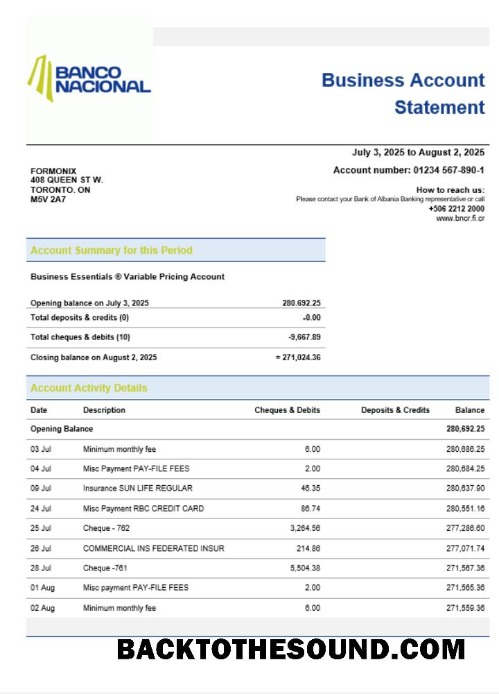 BANCO
NACIONAL
Business Account
Statement
July 3, 2025 to August 2, 2025
Account number: 01234 567-890-1
FORMONIX
408 QUEEN ST W.
TORONTO. ON
M5V 2A7
How to reach us:
Please contact your Bank of Albania Banking representative or call
+506 2212 2000
www.bncr.fi.cr
Account Summary for this Period
Business Essentials ® Variable Pricing Account
Opening balance on July 3, 2025 280.692.25
Total deposits & credits (0) -0.00
Total cheques & debits (10) -9,667.89
Closing balance on August 2, 2025 = 271,024.36
Account Activity Details
Date Description Cheques & Debits Deposits & Credits Balance
Opening Balance 280,692.25
03 Jul Minimum monthly fee 6.00 280,686.25
04 Jul Misc Payment PAY-FILE FEES 2.00 280,684.25
09 Jul Insurance SUN LIFE REGULAR 46.35 280,637.90
24 Jul Misc Payment RBC CREDIT CARD 86.74 280,551.16
25 Jul Cheque - 762 3,264.56 277,286.60
26 Jul COMMERCIAL INS FEDERATED INSUR 214.86 277,071.74
28 Jul Cheque -761 5,504.38 271,567.36
01 Aug Misc payment PAY-FILE FEES 2.00 271,565.36
02 Aug Minimum monthly fee 6.00 271,559.36
BACKTOTHESOUND.COM